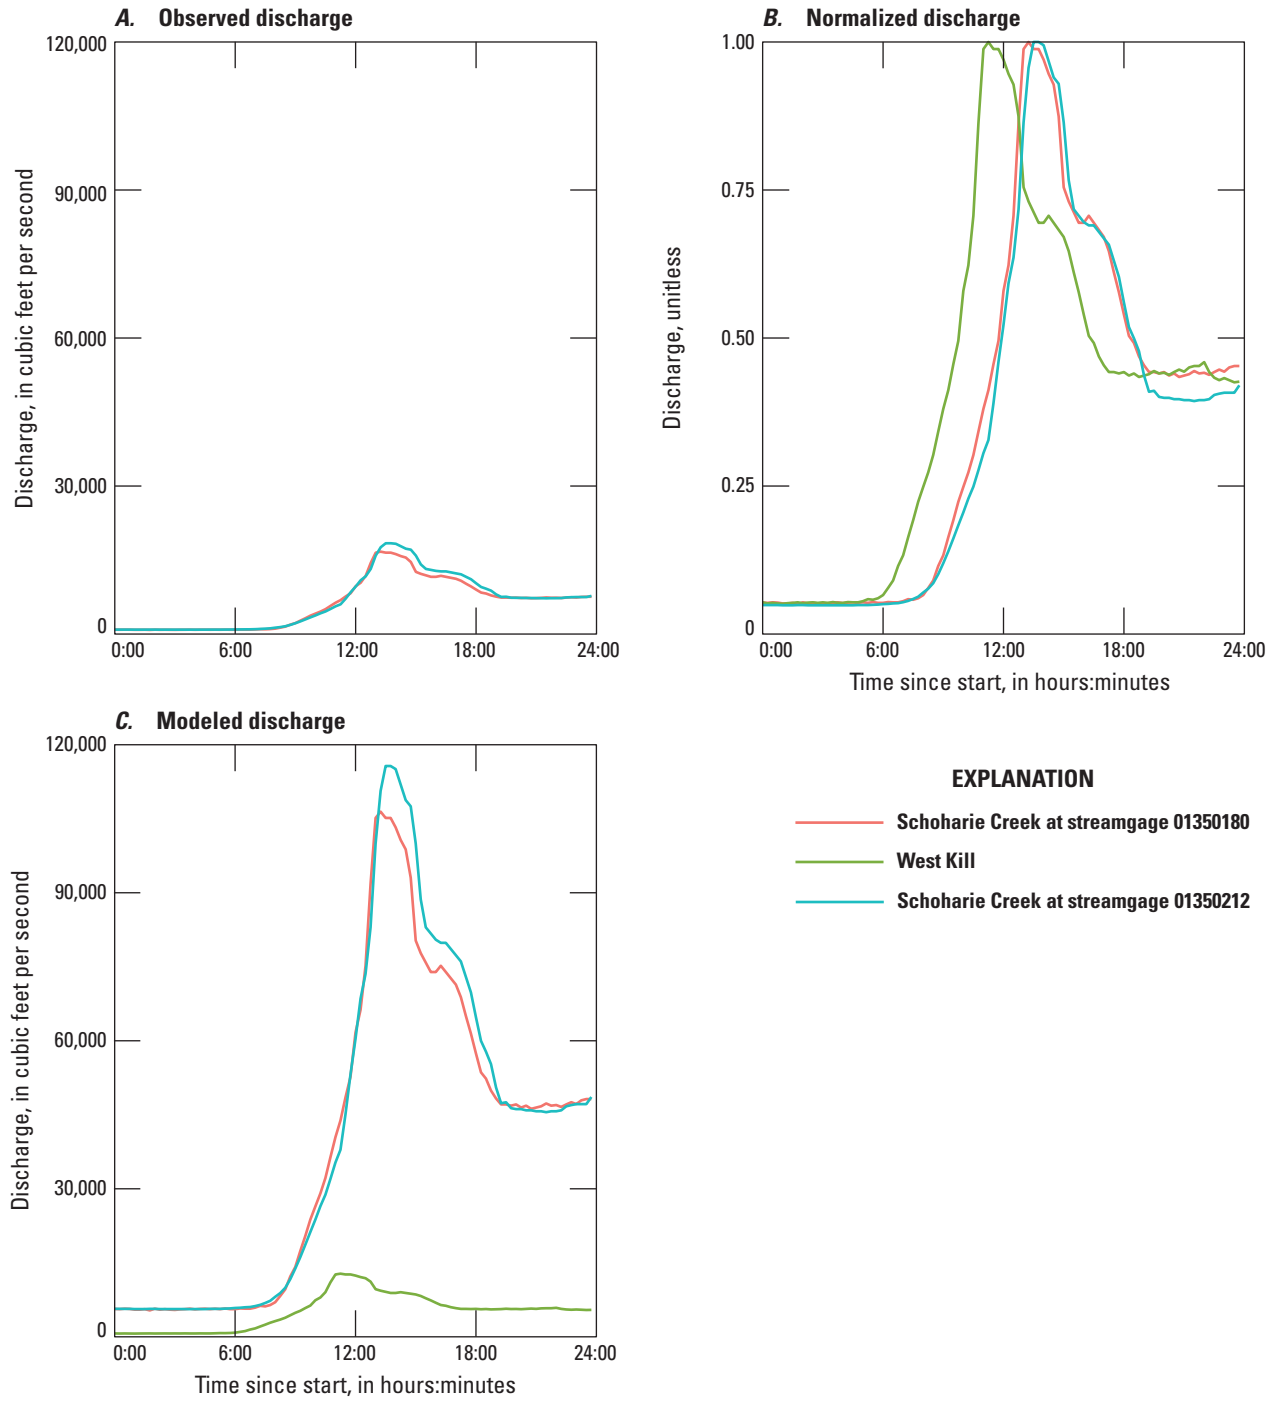 A. Observed discharge
120,000
90,000
60,000
30,000
0
Discharge, in cubic feet per second
0:00 6:00 12:00 18:00 24:00
B. Normalized discharge
1.00
0.75
0.50
0.25
0
Discharge, unitless
0:00 6:00 12:00 18:00 24:00
Time since start, in hours:minutes
C. Modeled discharge
120,000
90,000
60,000
30,000
0
Discharge, in cubic feet per second
0:00 6:00 12:00 18:00 24:00
Time since start, in hours:minutes
EXPLANATION
Schoharie Creek at streamgage 01350180
West Kill
Schoharie Creek at streamgage 01350212